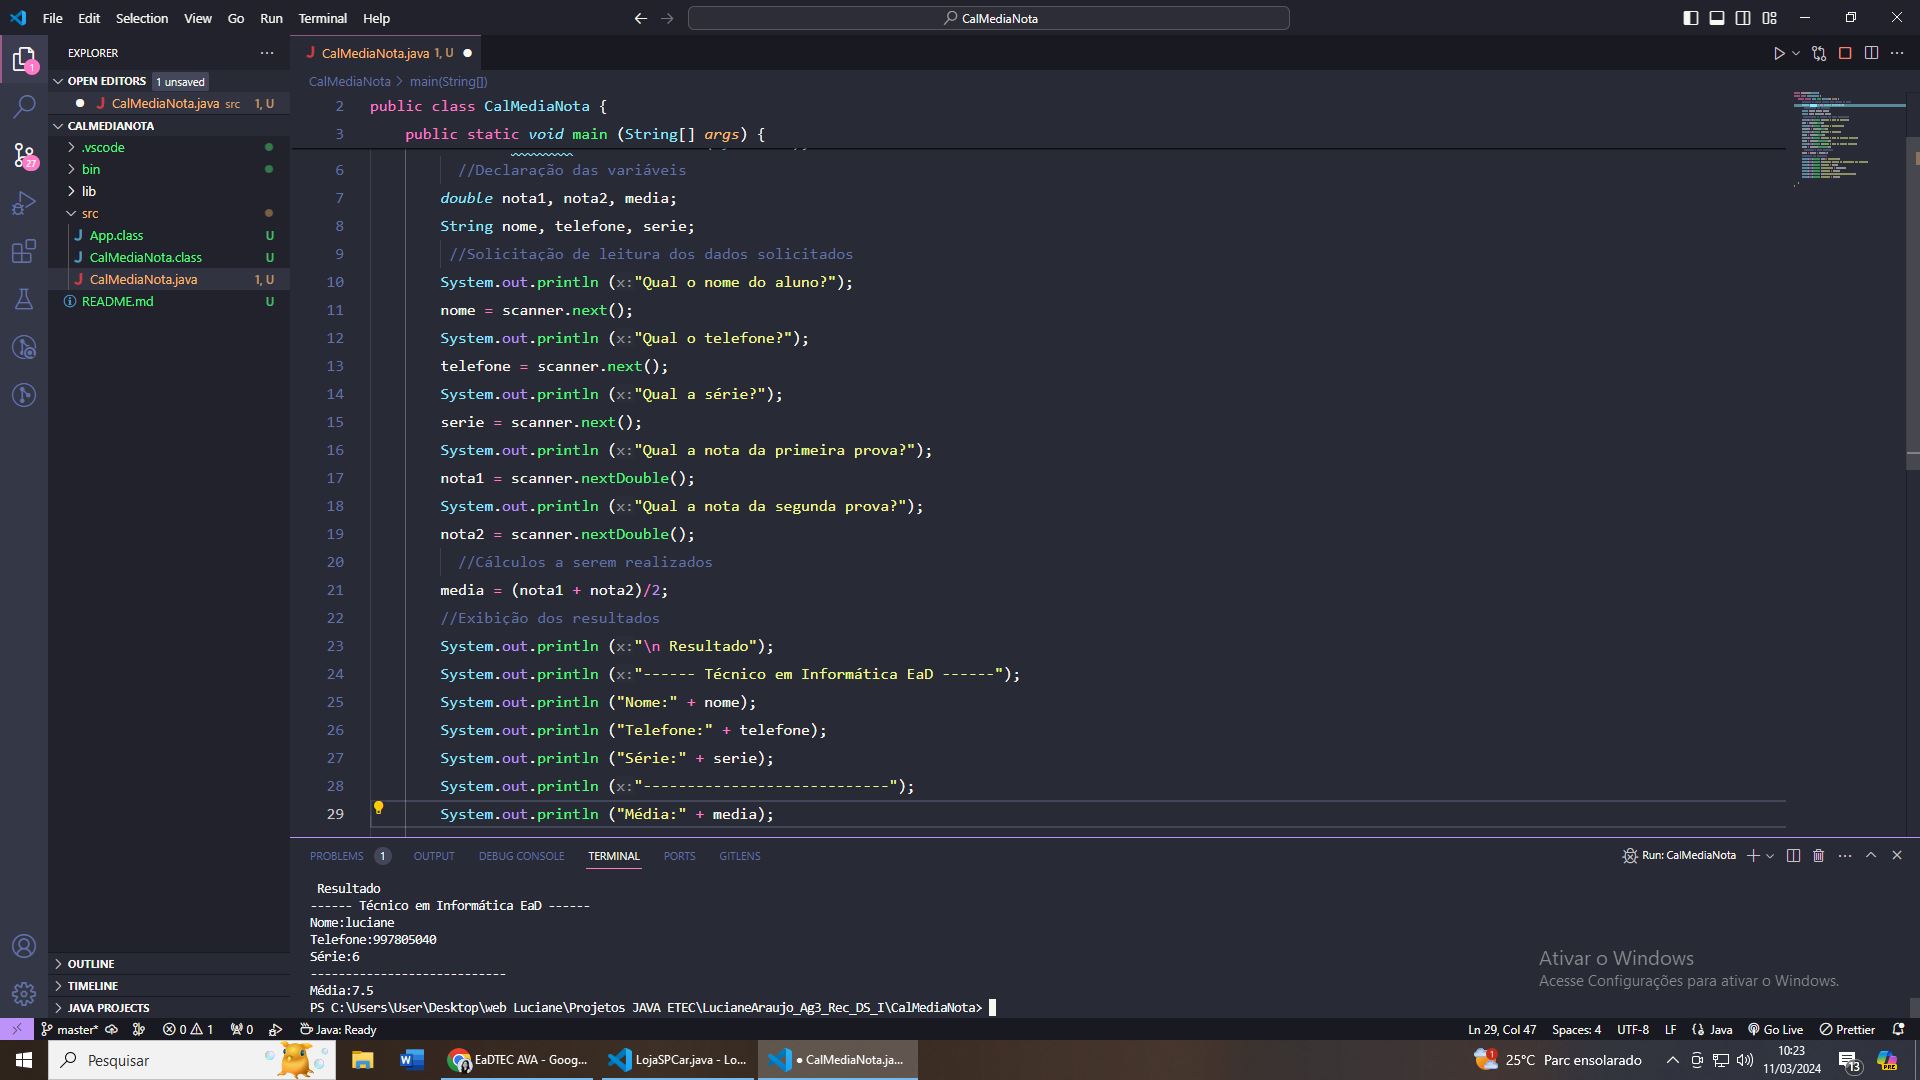 File Edit Selection View Go Run Terminal Help
CalMediaNota
EXPLORER
CalMediaNota.java 1, U
OPEN EDITORS 1 unsaved
CalMediaNota.java src 1, U
CALMEDIANOTA
.vscode
bin
lib
src
App.class U
CalMediaNota.class U
CalMediaNota.java 1, U
README.md U
OUTLINE
TIMELINE
JAVA PROJECTS
1
27
CalMediaNota > main(String[])
2 public class CalMediaNota {
3 public static void main (String[] args) {
6 //Declaração das variáveis
7 double nota1, nota2, media;
8 String nome, telefone, serie;
9 //Solicitação de leitura dos dados solicitados
10 System.out.println (x:"Qual o nome do aluno?");
11 nome = scanner.next();
12 System.out.println (x:"Qual o telefone?");
13 telefone = scanner.next();
14 System.out.println (x:"Qual a série?");
15 serie = scanner.next();
16 System.out.println (x:"Qual a nota da primeira prova?");
17 nota1 = scanner.nextDouble();
18 System.out.println (x:"Qual a nota da segunda prova?");
19 nota2 = scanner.nextDouble();
20 //Cálculos a serem realizados
21 media = (nota1 + nota2)/2;
22 //Exibição dos resultados
23 System.out.println (x:"\n Resultado");
24 System.out.println (x:"------ Técnico em Informática EaD ------");
25 System.out.println ("Nome:" + nome);
26 System.out.println ("Telefone:" + telefone);
27 System.out.println ("Série:" + serie);
28 System.out.println (x:"----------------------------");
29 System.out.println ("Média:" + media);
PROBLEMS 1 OUTPUT DEBUG CONSOLE TERMINAL PORTS GITLENS
Run: CalMediaNota
Resultado
------ Técnico em Informática EaD ------
Nome:luciane
Telefone:997805040
Série:6
----------------------------
Média:7.5
PS C:\Users\User\Desktop\web Luciane\Projetos JAVA ETEC\LucianeAraujo_Ag3_Rec_DS_I\CalMediaNota>
Ativar o Windows
Acesse Configurações para ativar o Windows.
master* 0 1 0 Java: Ready
Ln 29, Col 47 Spaces: 4 UTF-8 LF Java Go Live Prettier
Pesquisar
EaDTEC AVA - Goog...
LojaSPCar.java - Lo...
● CalMediaNota.ja...
1 25°C Parc ensolarado
10:23
11/03/2024
13
PRE